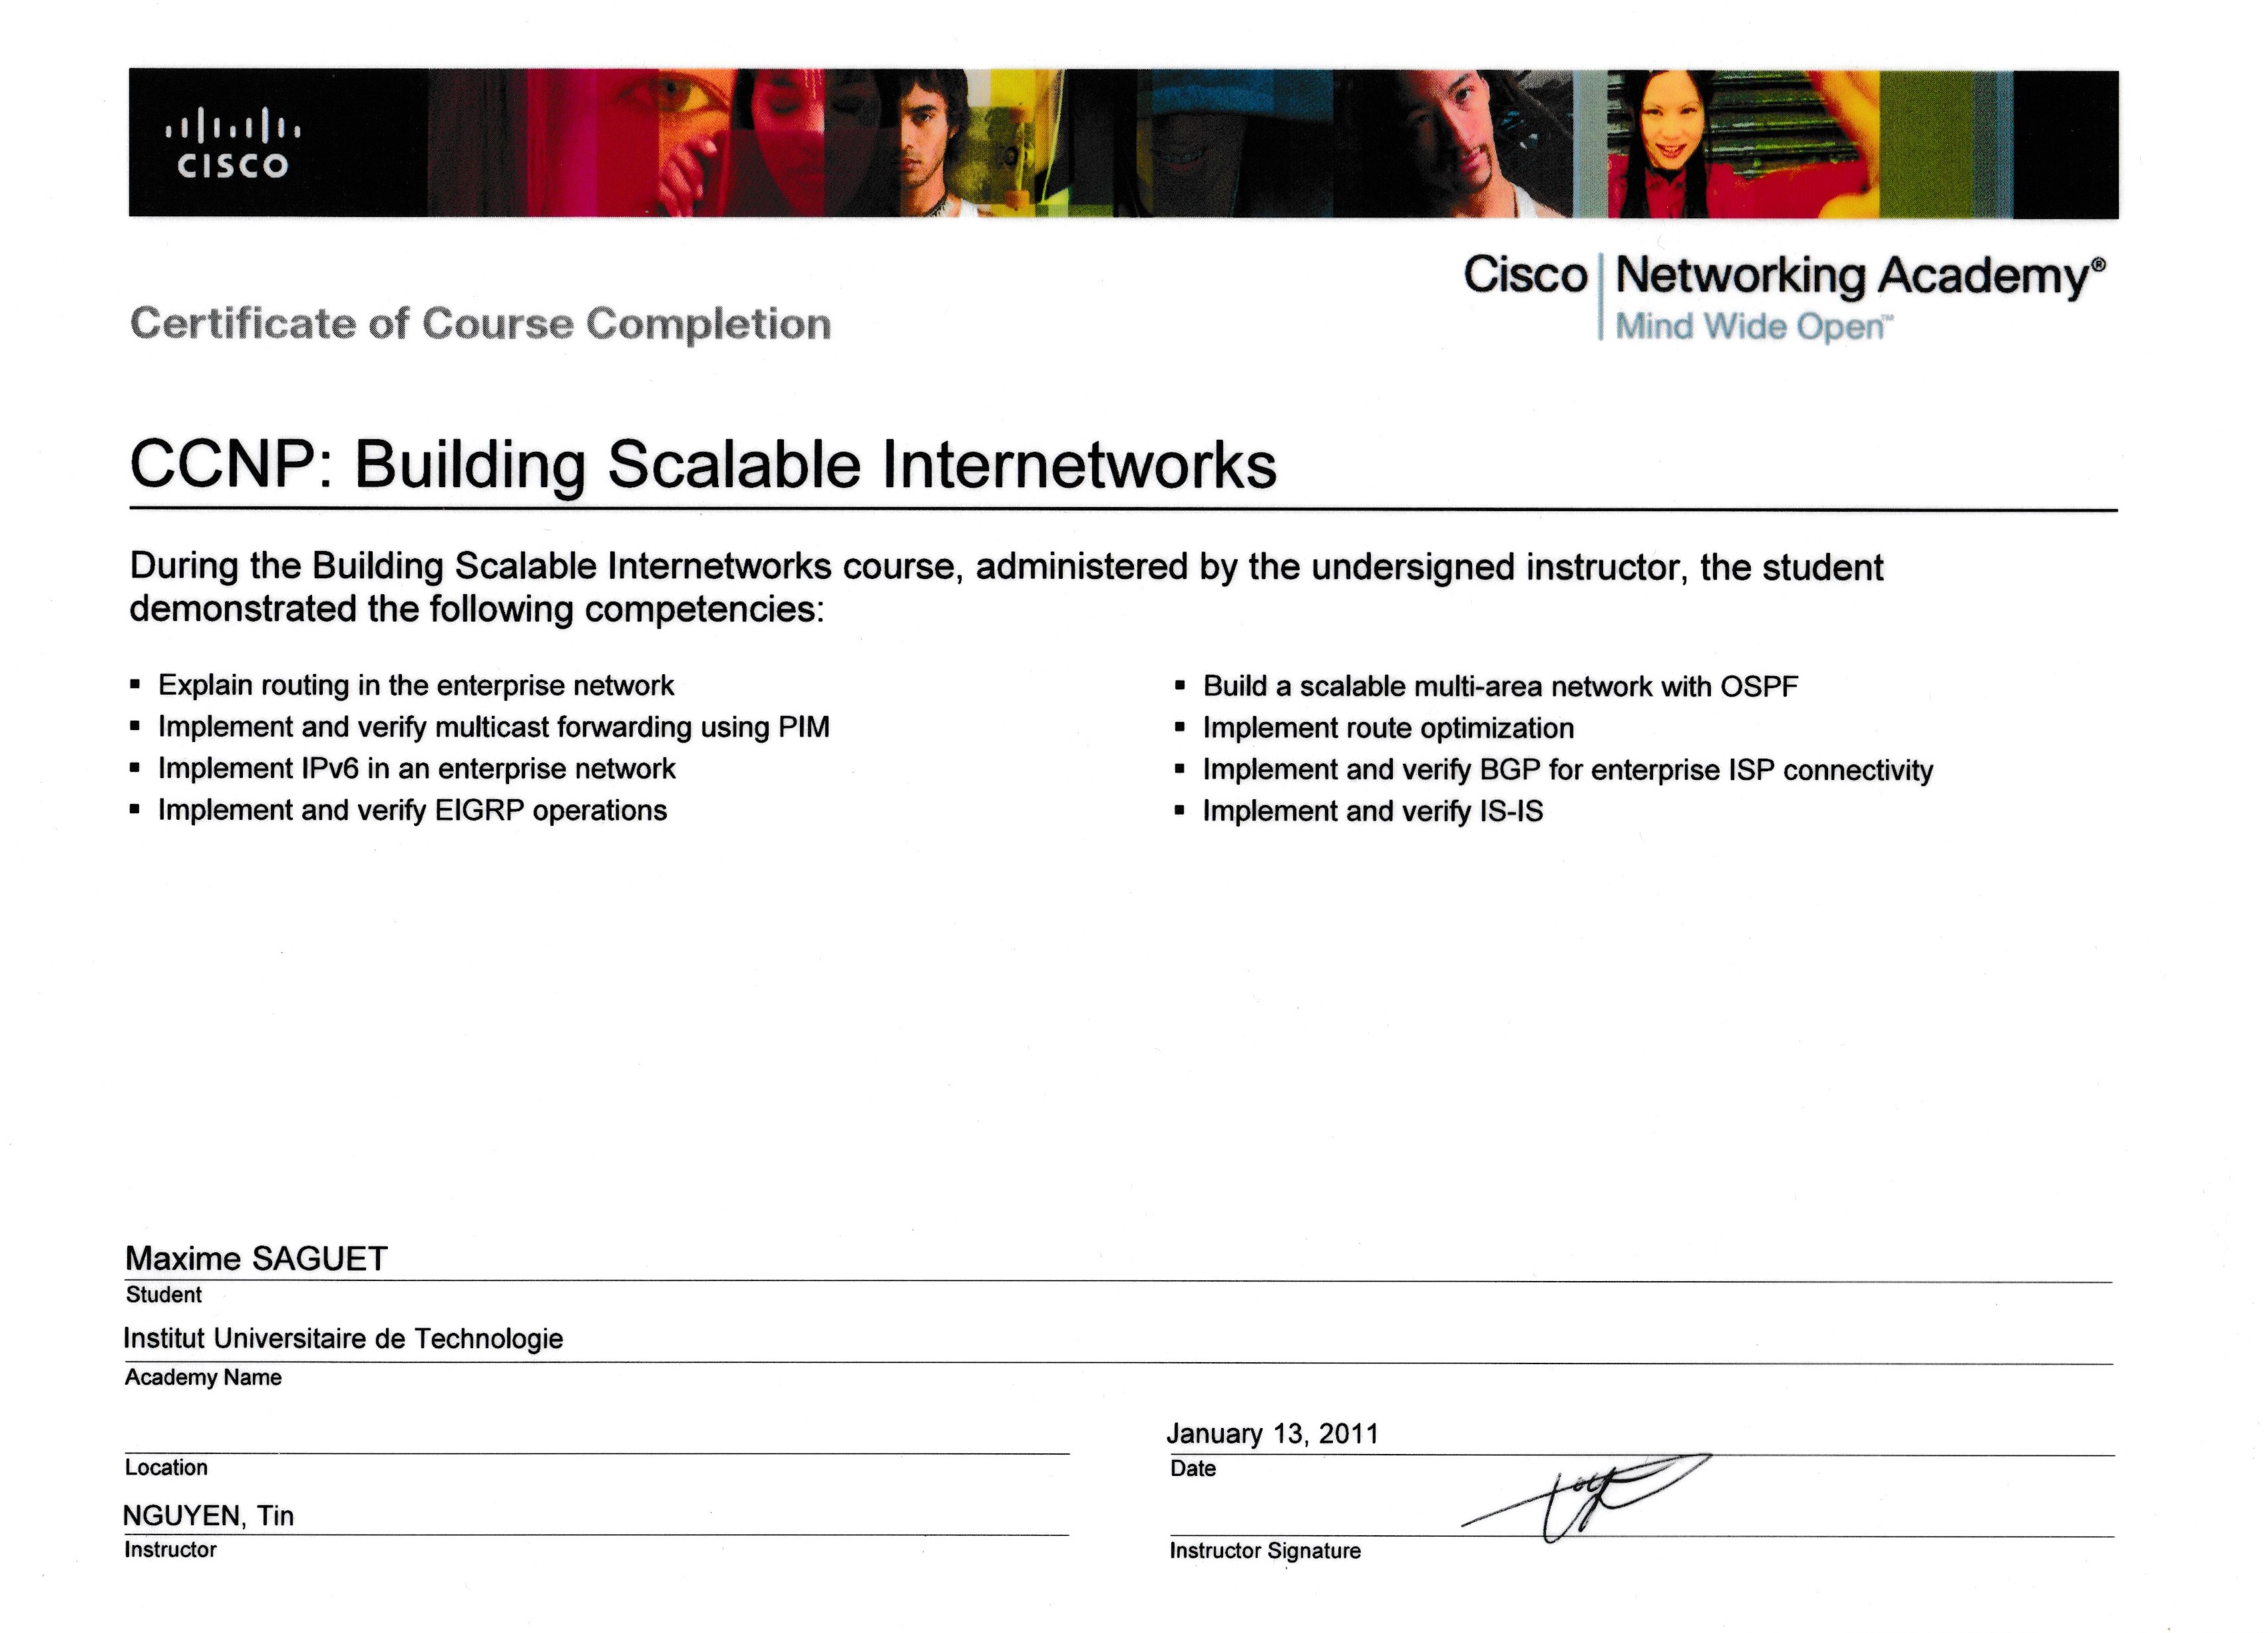 CISCO
Cisco | Networking Academy®
Mind Wide Open™
Certificate of Course Completion
CCNP: Building Scalable Internetworks
During the Building Scalable Internetworks course, administered by the undersigned instructor, the student
demonstrated the following competencies:
▪ Explain routing in the enterprise network
▪ Implement and verify multicast forwarding using PIM
▪ Implement IPv6 in an enterprise network
▪ Implement and verify EIGRP operations
▪ Build a scalable multi-area network with OSPF
▪ Implement route optimization
▪ Implement and verify BGP for enterprise ISP connectivity
▪ Implement and verify IS-IS
Maxime SAGUET
Student
Institut Universitaire de Technologie
Academy Name
Location
January 13, 2011
Date
NGUYEN, Tin
Instructor
Instructor Signature